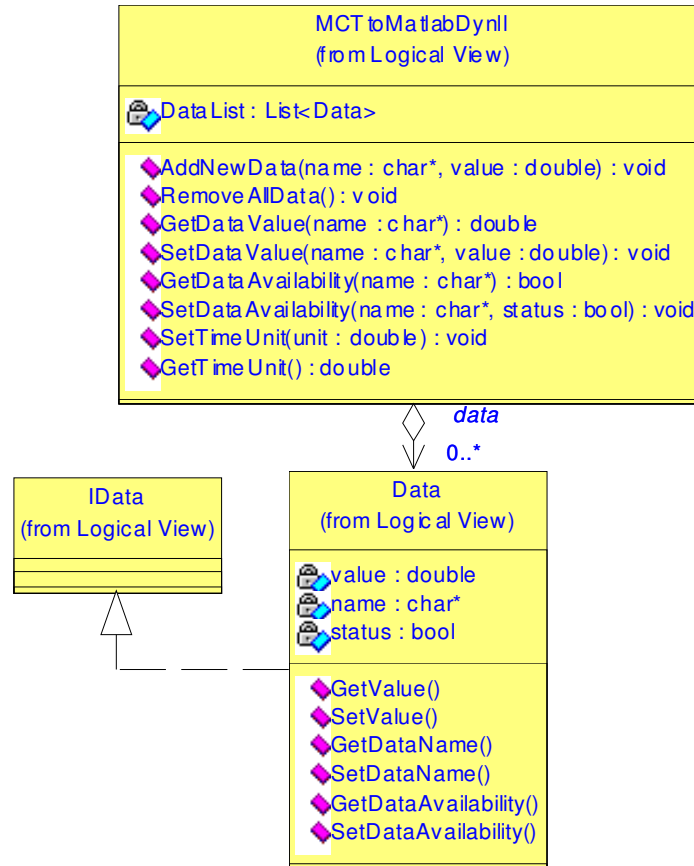 MCTtoMatlabDynll
(from Logical View)
DataList : List<Data>
AddNewData(name : char*, value : double) : void
RemoveAllData() : void
GetDataValue(name : char*) : double
SetDataValue(name : char*, value : double) : void
GetDataAvailability(name : char*) : bool
SetDataAvailability(name : char*, status : bool) : void
SetTimeUnit(unit : double) : void
GetTimeUnit() : double
data
0..*
IData
(from Logical View)
Data
(from Logical View)
value : double
name : char*
status : bool
GetValue()
SetValue()
GetDataName()
SetDataName()
GetDataAvailability()
SetDataAvailability()